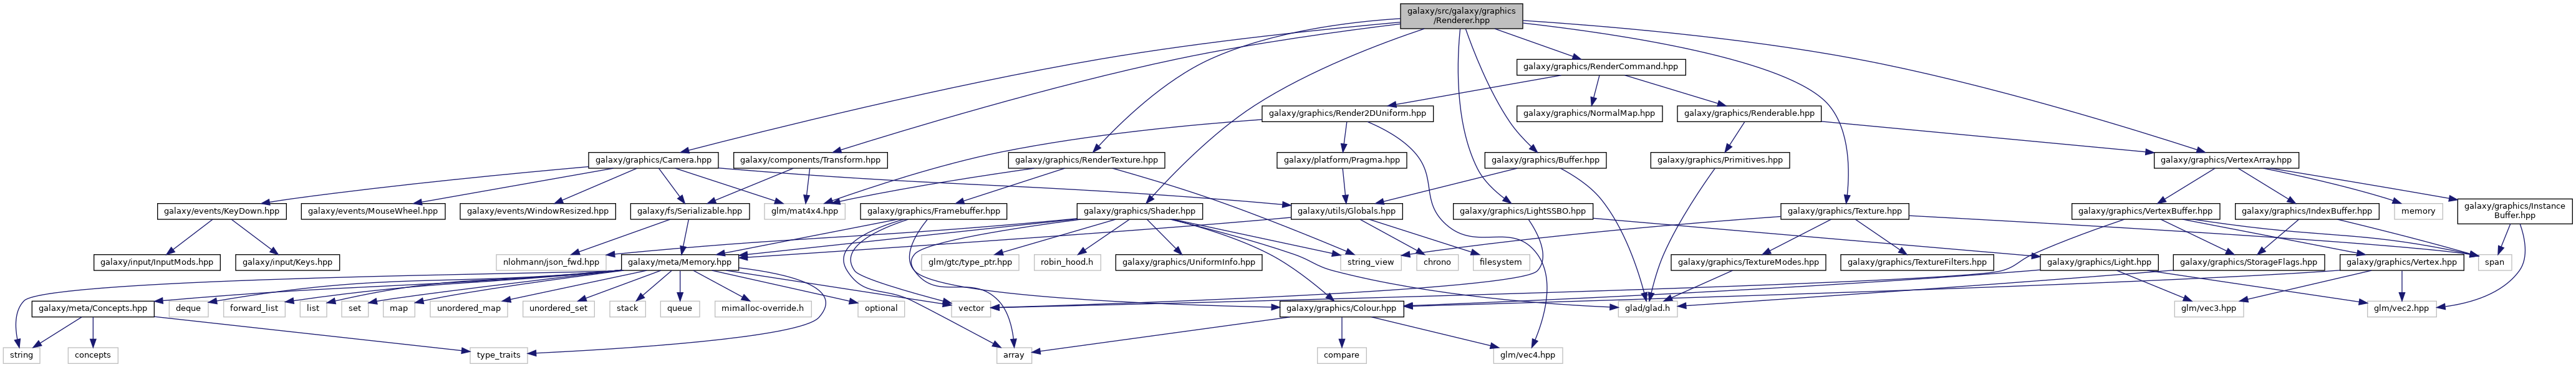 galaxy/src/galaxy/graphics
/Renderer.hpp
galaxy/graphics/RenderCommand.hpp
galaxy/graphics/Render2DUniform.hpp
galaxy/graphics/NormalMap.hpp
galaxy/graphics/Renderable.hpp
galaxy/graphics/Camera.hpp
galaxy/components/Transform.hpp
galaxy/graphics/RenderTexture.hpp
galaxy/platform/Pragma.hpp
galaxy/graphics/Buffer.hpp
galaxy/graphics/Primitives.hpp
galaxy/graphics/VertexArray.hpp
galaxy/events/KeyDown.hpp
galaxy/events/MouseWheel.hpp
galaxy/events/WindowResized.hpp
galaxy/fs/Serializable.hpp
glm/mat4x4.hpp
galaxy/graphics/Framebuffer.hpp
galaxy/graphics/Shader.hpp
galaxy/utils/Globals.hpp
galaxy/graphics/LightSSBO.hpp
galaxy/graphics/Texture.hpp
galaxy/graphics/VertexBuffer.hpp
galaxy/graphics/IndexBuffer.hpp
memory
galaxy/graphics/Instance
Buffer.hpp
galaxy/input/InputMods.hpp
galaxy/input/Keys.hpp
nlohmann/json_fwd.hpp
galaxy/meta/Memory.hpp
glm/gtc/type_ptr.hpp
robin_hood.h
galaxy/graphics/UniformInfo.hpp
string_view
chrono
filesystem
galaxy/graphics/TextureModes.hpp
galaxy/graphics/TextureFilters.hpp
galaxy/graphics/Light.hpp
galaxy/graphics/StorageFlags.hpp
galaxy/graphics/Vertex.hpp
span
galaxy/meta/Concepts.hpp
deque
forward_list
list
set
map
unordered_map
unordered_set
stack
queue
mimalloc-override.h
optional
vector
galaxy/graphics/Colour.hpp
glad/glad.h
glm/vec3.hpp
glm/vec2.hpp
string
concepts
type_traits
array
compare
glm/vec4.hpp